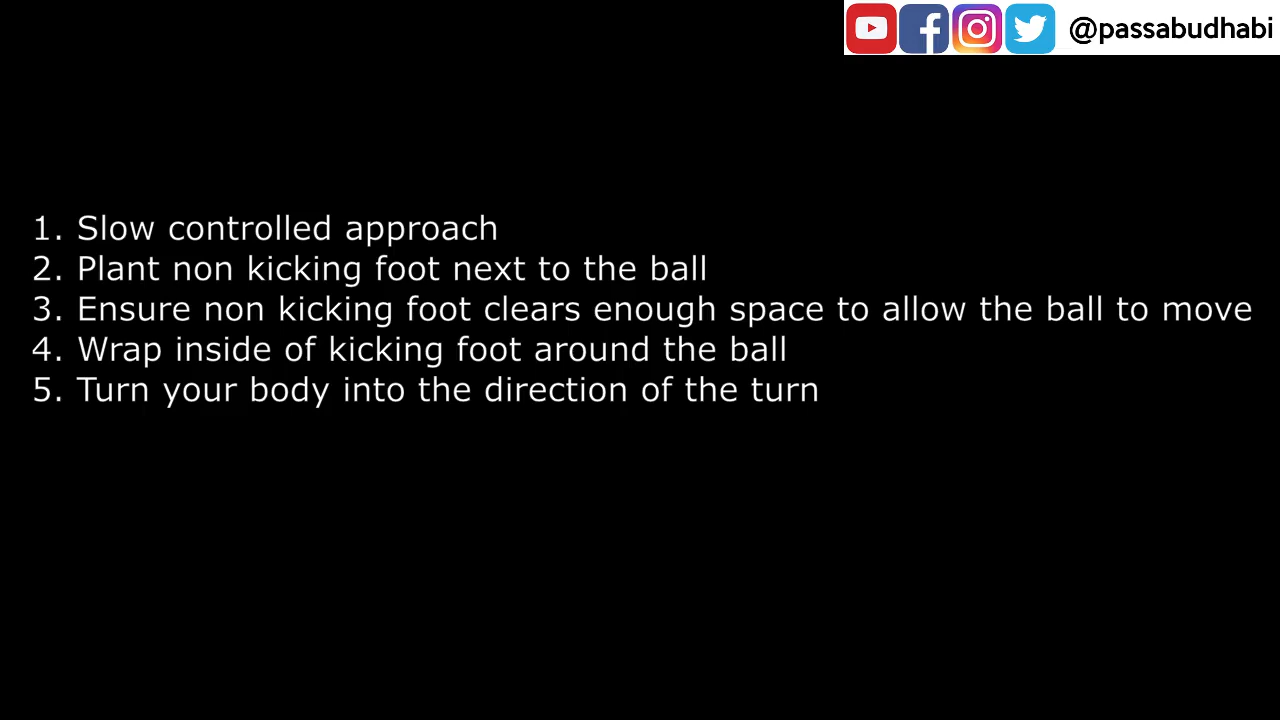 @passabudhabi
1. Slow controlled approach
2. Plant non kicking foot next to the ball
3. Ensure non kicking foot clears enough space to allow the ball to move
4. Wrap inside of kicking foot around the ball
5. Turn your body into the direction of the turn